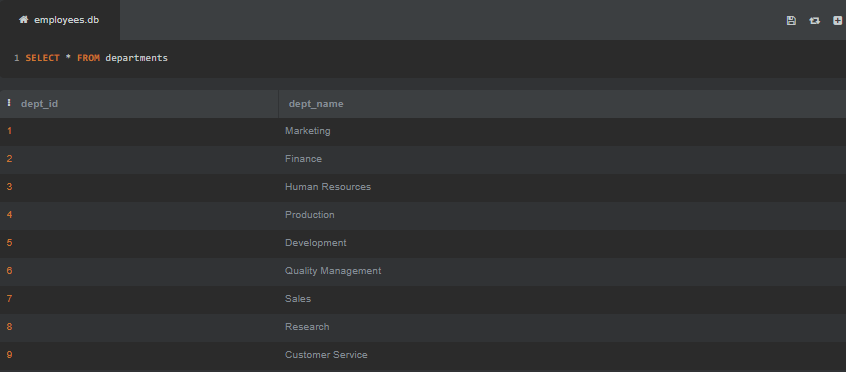 employees.db
1 SELECT * FROM departments
dept_id dept_name
1 Marketing
2 Finance
3 Human Resources
4 Production
5 Development
6 Quality Management
7 Sales
8 Research
9 Customer Service